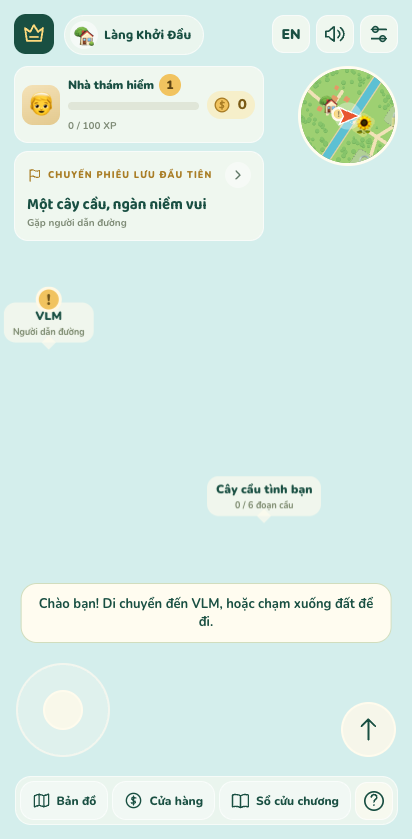 Làng Khởi Đầu
EN
Nhà thám hiểm 1
0
0 / 100 XP
CHUYẾN PHIÊU LƯU ĐẦU TIÊN
Một cây cầu, ngàn niềm vui
Gặp người dẫn đường
!
VLM
Người dẫn đường
Cây cầu tình bạn
0 / 6 đoạn cầu
Chào bạn! Di chuyển đến VLM, hoặc chạm xuống đất để
đi.
Bản đồ
Cửa hàng
Sổ cửu chương